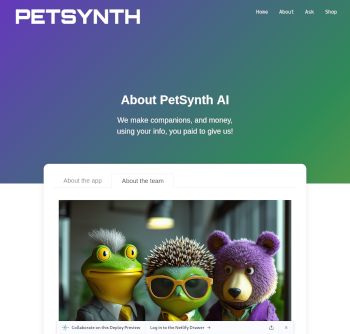 PETSYNTH
Home About Ask Shop
About PetSynth AI
We make companions, and money,
using your info, you paid to give us!
About the app About the team
Collaborate on this Deploy Preview Log in to the Netlify Drawer →